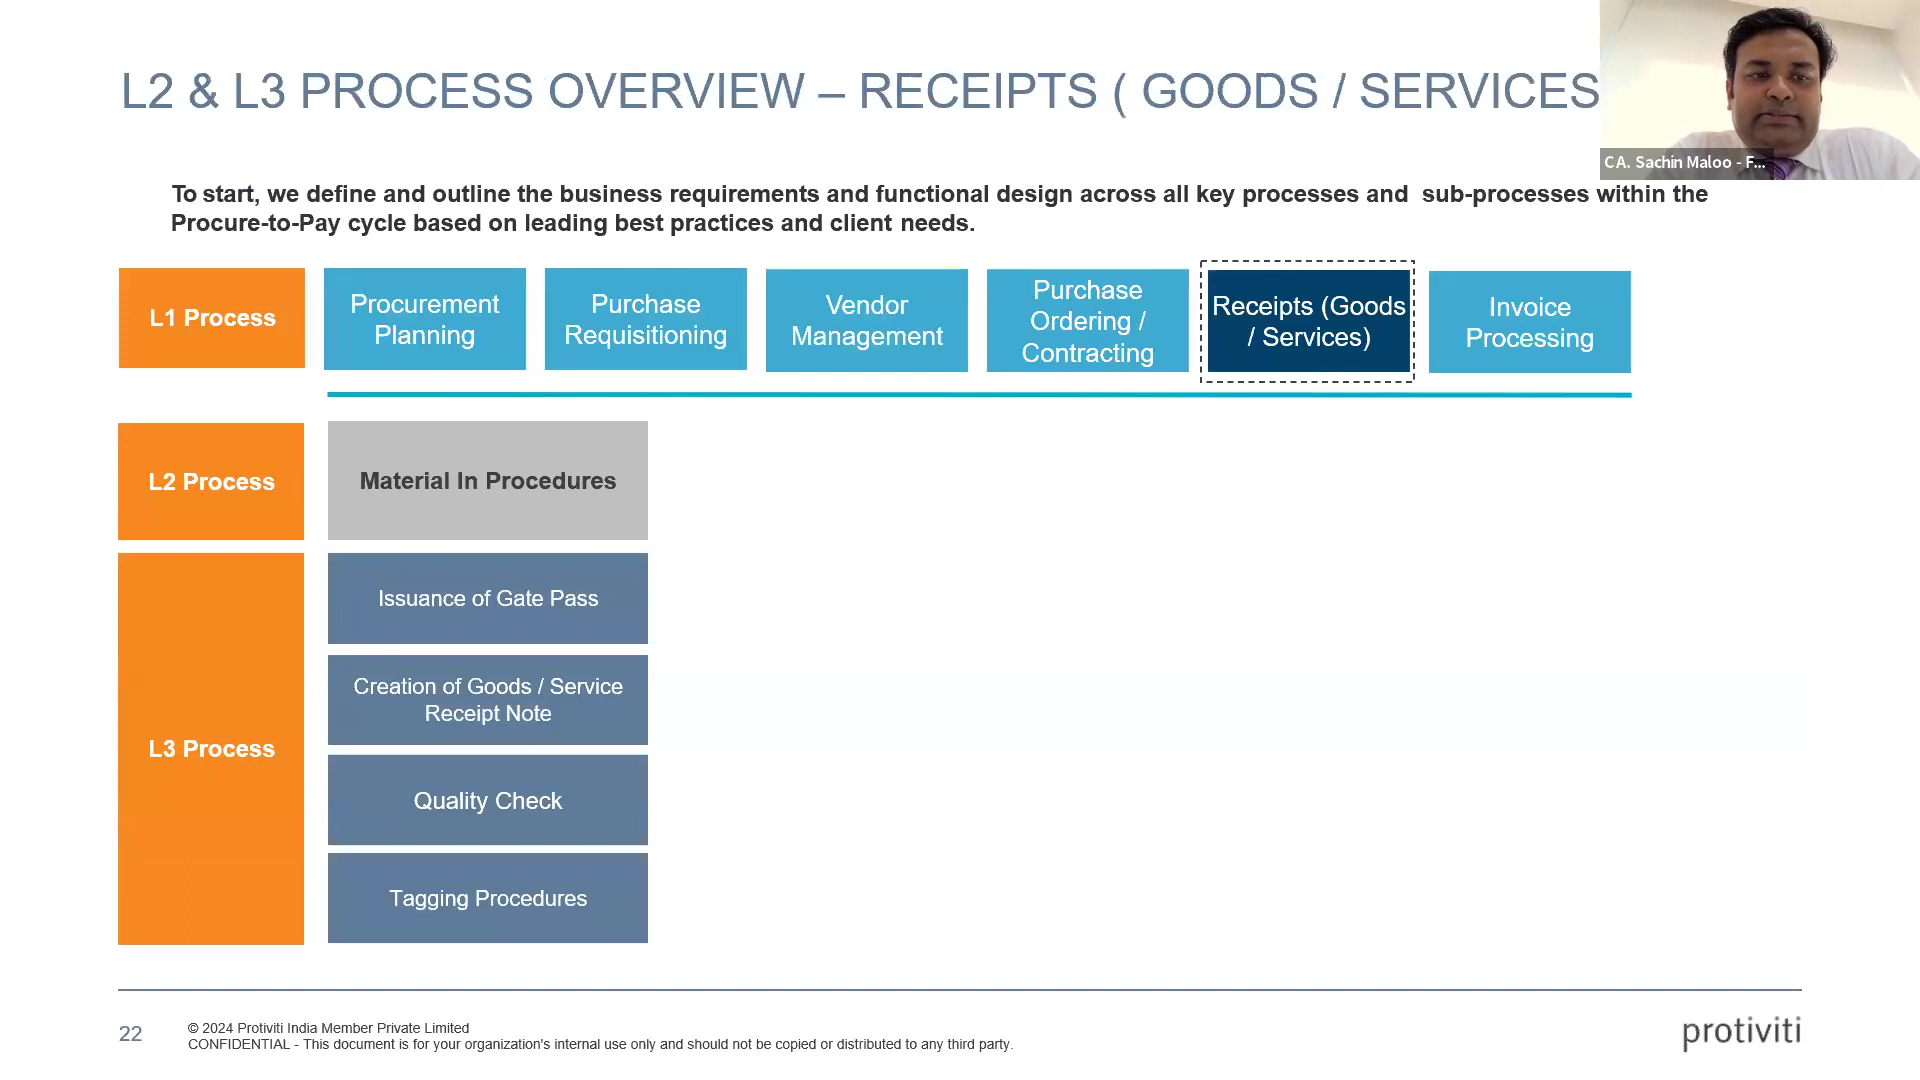 L2 & L3 PROCESS OVERVIEW – RECEIPTS ( GOODS / SERVICES
CA. Sachin Maloo - F...
To start, we define and outline the business requirements and functional design across all key processes and sub-processes within the
Procure-to-Pay cycle based on leading best practices and client needs.
L1 Process
Procurement
Planning
Purchase
Requisitioning
Vendor
Management
Purchase
Ordering /
Contracting
Receipts (Goods
/ Services)
Invoice
Processing
L2 Process
Material In Procedures
L3 Process
Issuance of Gate Pass
Creation of Goods / Service
Receipt Note
Quality Check
Tagging Procedures
22
© 2024 Protiviti India Member Private Limited
CONFIDENTIAL - This document is for your organization's internal use only and should not be copied or distributed to any third party.
protiviti